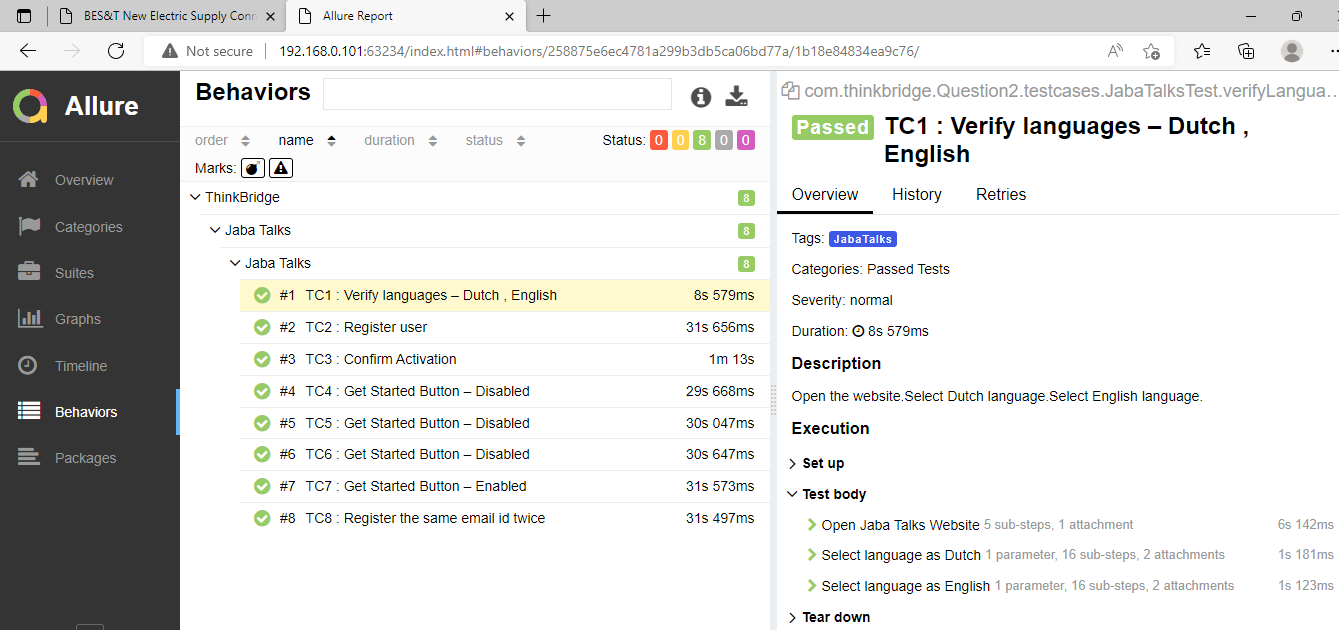 BES&T New Electric Supply Conn
Allure Report
Not secure
192.168.0.101:63234/index.html#behaviors/258875e6ec4781a299b3db5ca06bd77a/1b18e84834ea9c76/
Allure
Overview
Categories
Suites
Graphs
Timeline
Behaviors
Packages
Behaviors
order name duration status Status: 0 0 8 0 0
Marks:
ThinkBridge 8
Jaba Talks 8
Jaba Talks 8
#1 TC1 : Verify languages – Dutch , English 8s 579ms
#2 TC2 : Register user 31s 656ms
#3 TC3 : Confirm Activation 1m 13s
#4 TC4 : Get Started Button – Disabled 29s 668ms
#5 TC5 : Get Started Button – Disabled 30s 047ms
#6 TC6 : Get Started Button – Disabled 30s 647ms
#7 TC7 : Get Started Button – Enabled 31s 573ms
#8 TC8 : Register the same email id twice 31s 497ms
com.thinkbridge.Question2.testcases.JabaTalksTest.verifyLangua…
Passed TC1 : Verify languages – Dutch ,
English
Overview History Retries
Tags: JabaTalks
Categories: Passed Tests
Severity: normal
Duration: 8s 579ms
Description
Open the website.Select Dutch language.Select English language.
Execution
Set up
Test body
Open Jaba Talks Website 5 sub-steps, 1 attachment 6s 142ms
Select language as Dutch 1 parameter, 16 sub-steps, 2 attachments 1s 181ms
Select language as English 1 parameter, 16 sub-steps, 2 attachments 1s 123ms
Tear down